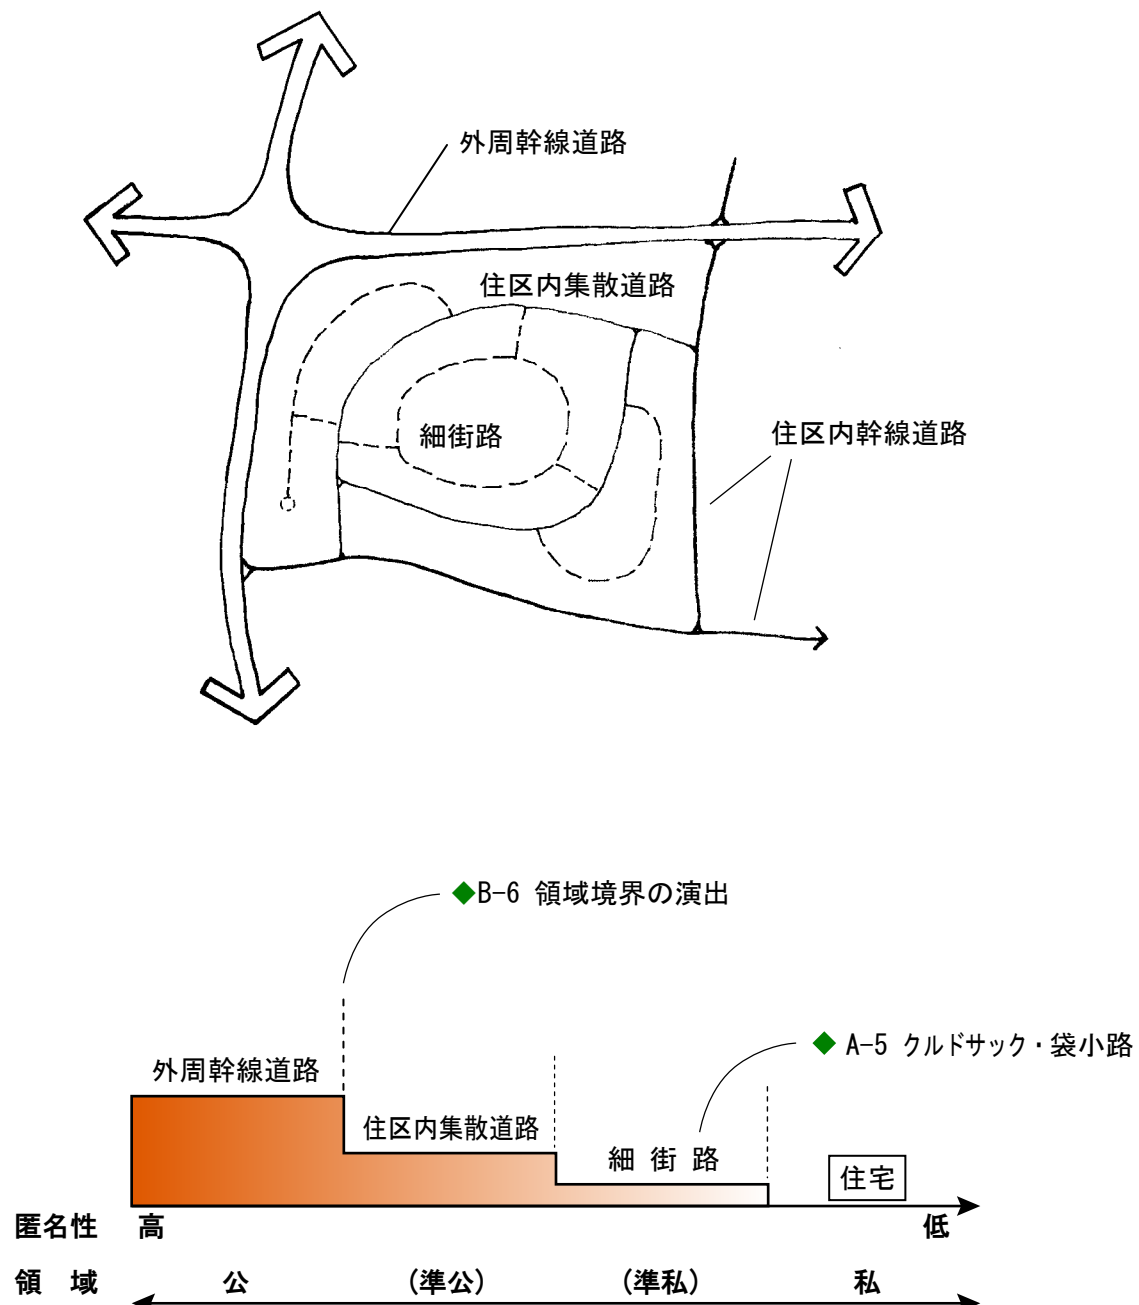 外周幹線道路
住区内集散道路
細街路
住区内幹線道路
◆B-6 領域境界の演出
◆ A-5 クルドサック・袋小路
外周幹線道路
住区内集散道路
細 街 路
住宅
匿名性 高 低
領 域 公 (準公) (準私) 私